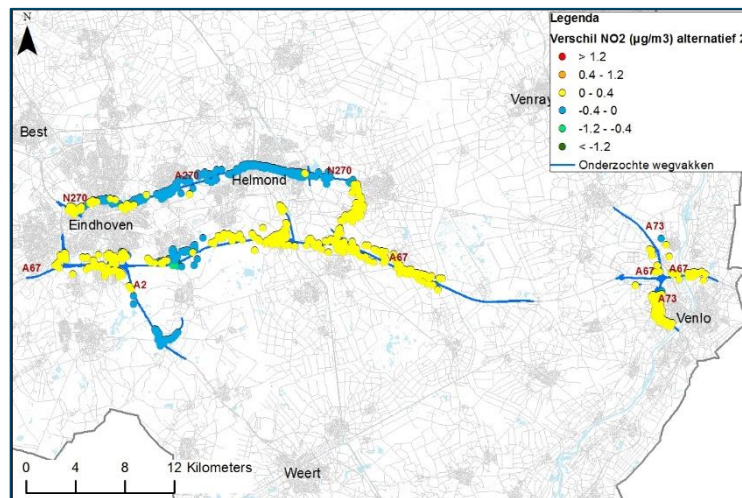 N
Legenda
Verschil NO2 (µg/m3) alternatief 2
> 1.2
0.4 - 1.2
0 - 0.4
-0.4 - 0
-1.2 - -0.4
< -1.2
Onderzochte wegvakken
Best
Venray
A270
Helmond
N270
N270
Eindhoven
A73
A67
A2
A67
A67
A67
A73
Venlo
0 4 8 12 Kilometers
Weert